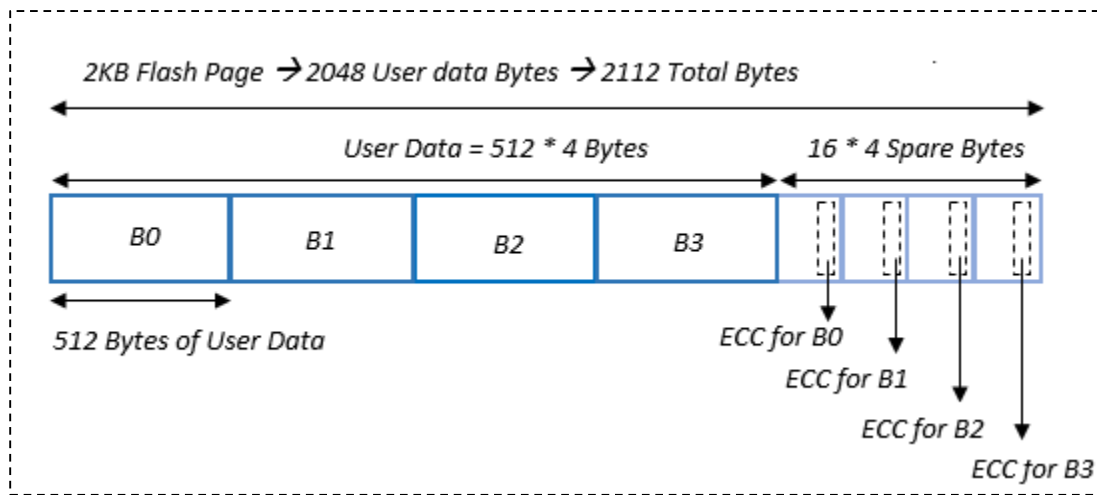 2KB Flash Page → 2048 User data Bytes → 2112 Total Bytes
User Data = 512 * 4 Bytes
16 * 4 Spare Bytes
B0
B1
B2
B3
512 Bytes of User Data
ECC for B0
ECC for B1
ECC for B2
ECC for B3